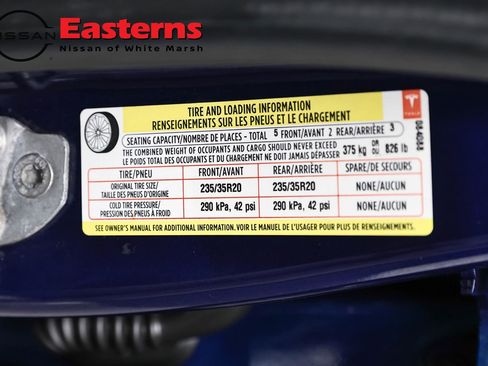 NISSAN
Easterns
Nissan of White Marsh
TIRE AND LOADING INFORMATION
RENSEIGNEMENTS SUR LES PNEUS ET LE CHARGEMENT
SEATING CAPACITY/NOMBRE DE PLACES - TOTAL 5 FRONT/AVANT 2 REAR/ARRIÈRE 3
THE COMBINED WEIGHT OF OCCUPANTS AND CARGO SHOULD NEVER EXCEED
LE POIDS TOTAL DES OCCUPANTS ET DU CHARGEMENT NE DOIT JAMAIS DÉPASSER 375 kg OR OU 826 lb
TIRE/PNEU FRONT/AVANT REAR/ARRIÈRE SPARE/DE SECOURS
ORIGINAL TIRE SIZE/
TAILLE DES PNEUS D'ORIGINE 235/35R20 235/35R20 NONE/AUCUN
COLD TIRE PRESSURE/
PRESSION DES PNEUS À FROID 290 kPa, 42 psi 290 kPa, 42 psi NONE/AUCUN
SEE OWNER'S MANUAL FOR ADDITIONAL INFORMATION. VOIR LE MANUEL DE L'USAGER POUR PLUS DE RENSEIGNEMENTS.
TESLA